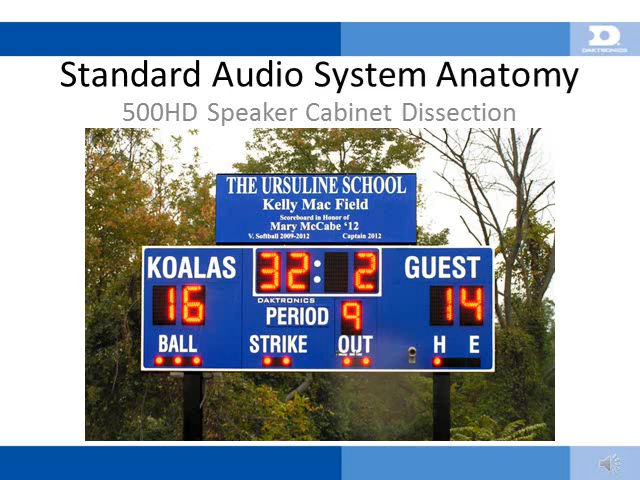 DAKTRONICS
Standard Audio System Anatomy
500HD Speaker Cabinet Dissection
THE URSULINE SCHOOL
Kelly Mac Field
Scoreboard in Honor of
Mary McCabe '12
V. Softball 2009-2012 Captain 2012
KOALAS 32: 2 GUEST
16 DAKTRONICS 14
PERIOD 9
BALL STRIKE OUT H E